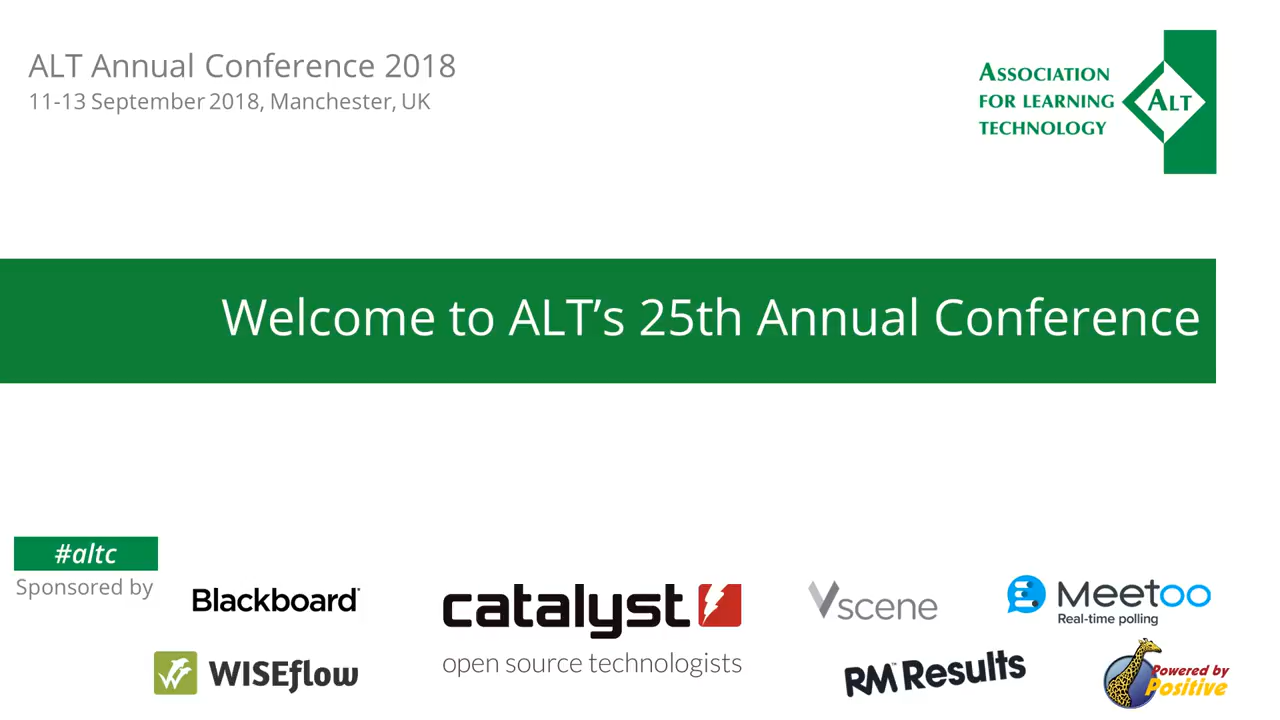 ALT Annual Conference 2018
11-13 September 2018, Manchester, UK
ASSOCIATION
FOR LEARNING
TECHNOLOGY
ALT
Welcome to ALT’s 25th Annual Conference
#altc
Sponsored by
Blackboard
catalyst
open source technologists
Vscene
Meetoo
Real-time polling
WISEflow
RM Results
Powered by
Positive